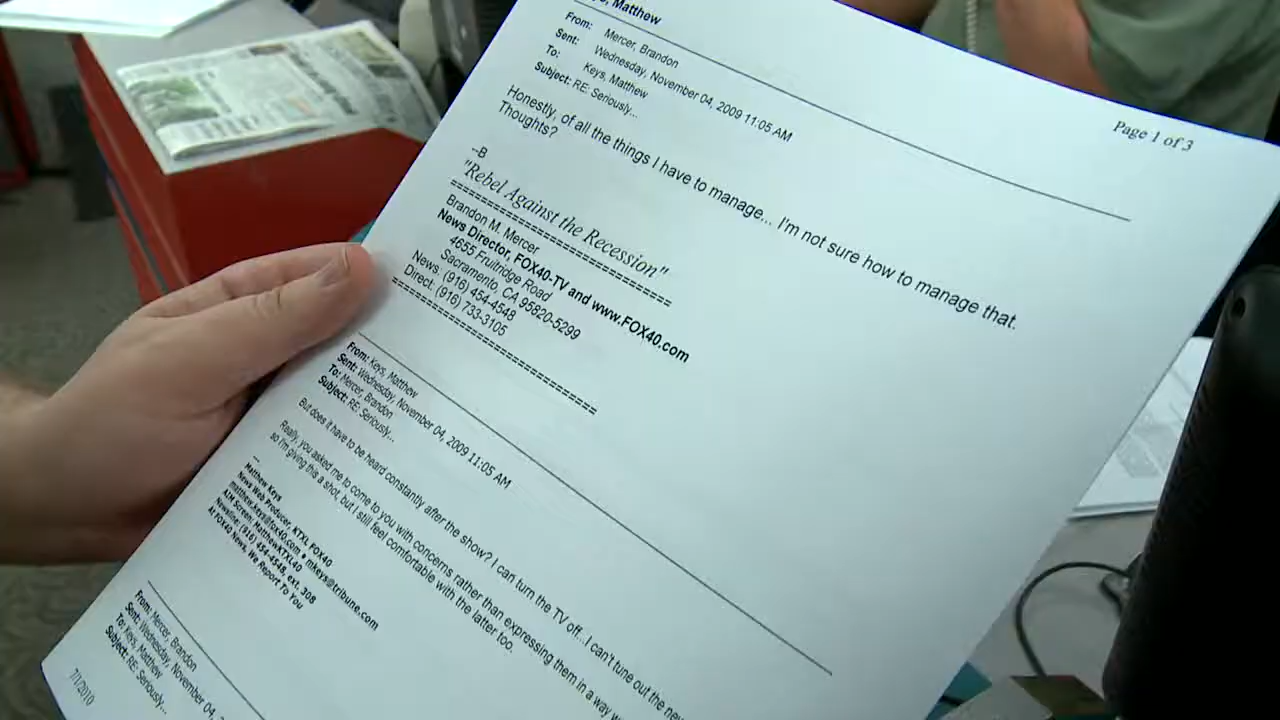 Matthew
From: Mercer, Brandon
Sent: Wednesday, November 04, 2009 11:05 AM
To: Keys, Matthew
Subject: RE: Seriously...
Page 1 of 3
Honestly, of all the things I have to manage... I'm not sure how to manage that.
Thoughts?
--B
"Rebel Against the Recession"
==============================
Brandon M. Mercer
News Director, FOX40-TV and www.FOX40.com
4655 Fruitridge Road
Sacramento, CA 95820-5299
News: (916) 454-4548
Direct: (916) 733-3105
==============================
From: Keys, Matthew
Sent: Wednesday, November 04, 2009 11:05 AM
To: Mercer, Brandon
Subject: RE: Seriously...
But does it have to be heard constantly after the show? I can turn the TV off...I can't tune out the
Really, you asked me to come to you with concerns rather than expressing them in a way
so I'm giving this a shot, but I still feel comfortable with the latter too.
--
Matthew Keys
News Web Producer, KTXL FOX40
matthew.keys@fox40.com • mkeys@tribune.com
AIM Screen: MatthewKTXL40
Newsline: (916) 454-4548, ext. 308
At FOX40 News, We Report To You
From: Mercer, Brandon
Sent: Wednesday, November 04,
To: Keys, Matthew
Subject: RE: Seriously...
7/1/2010